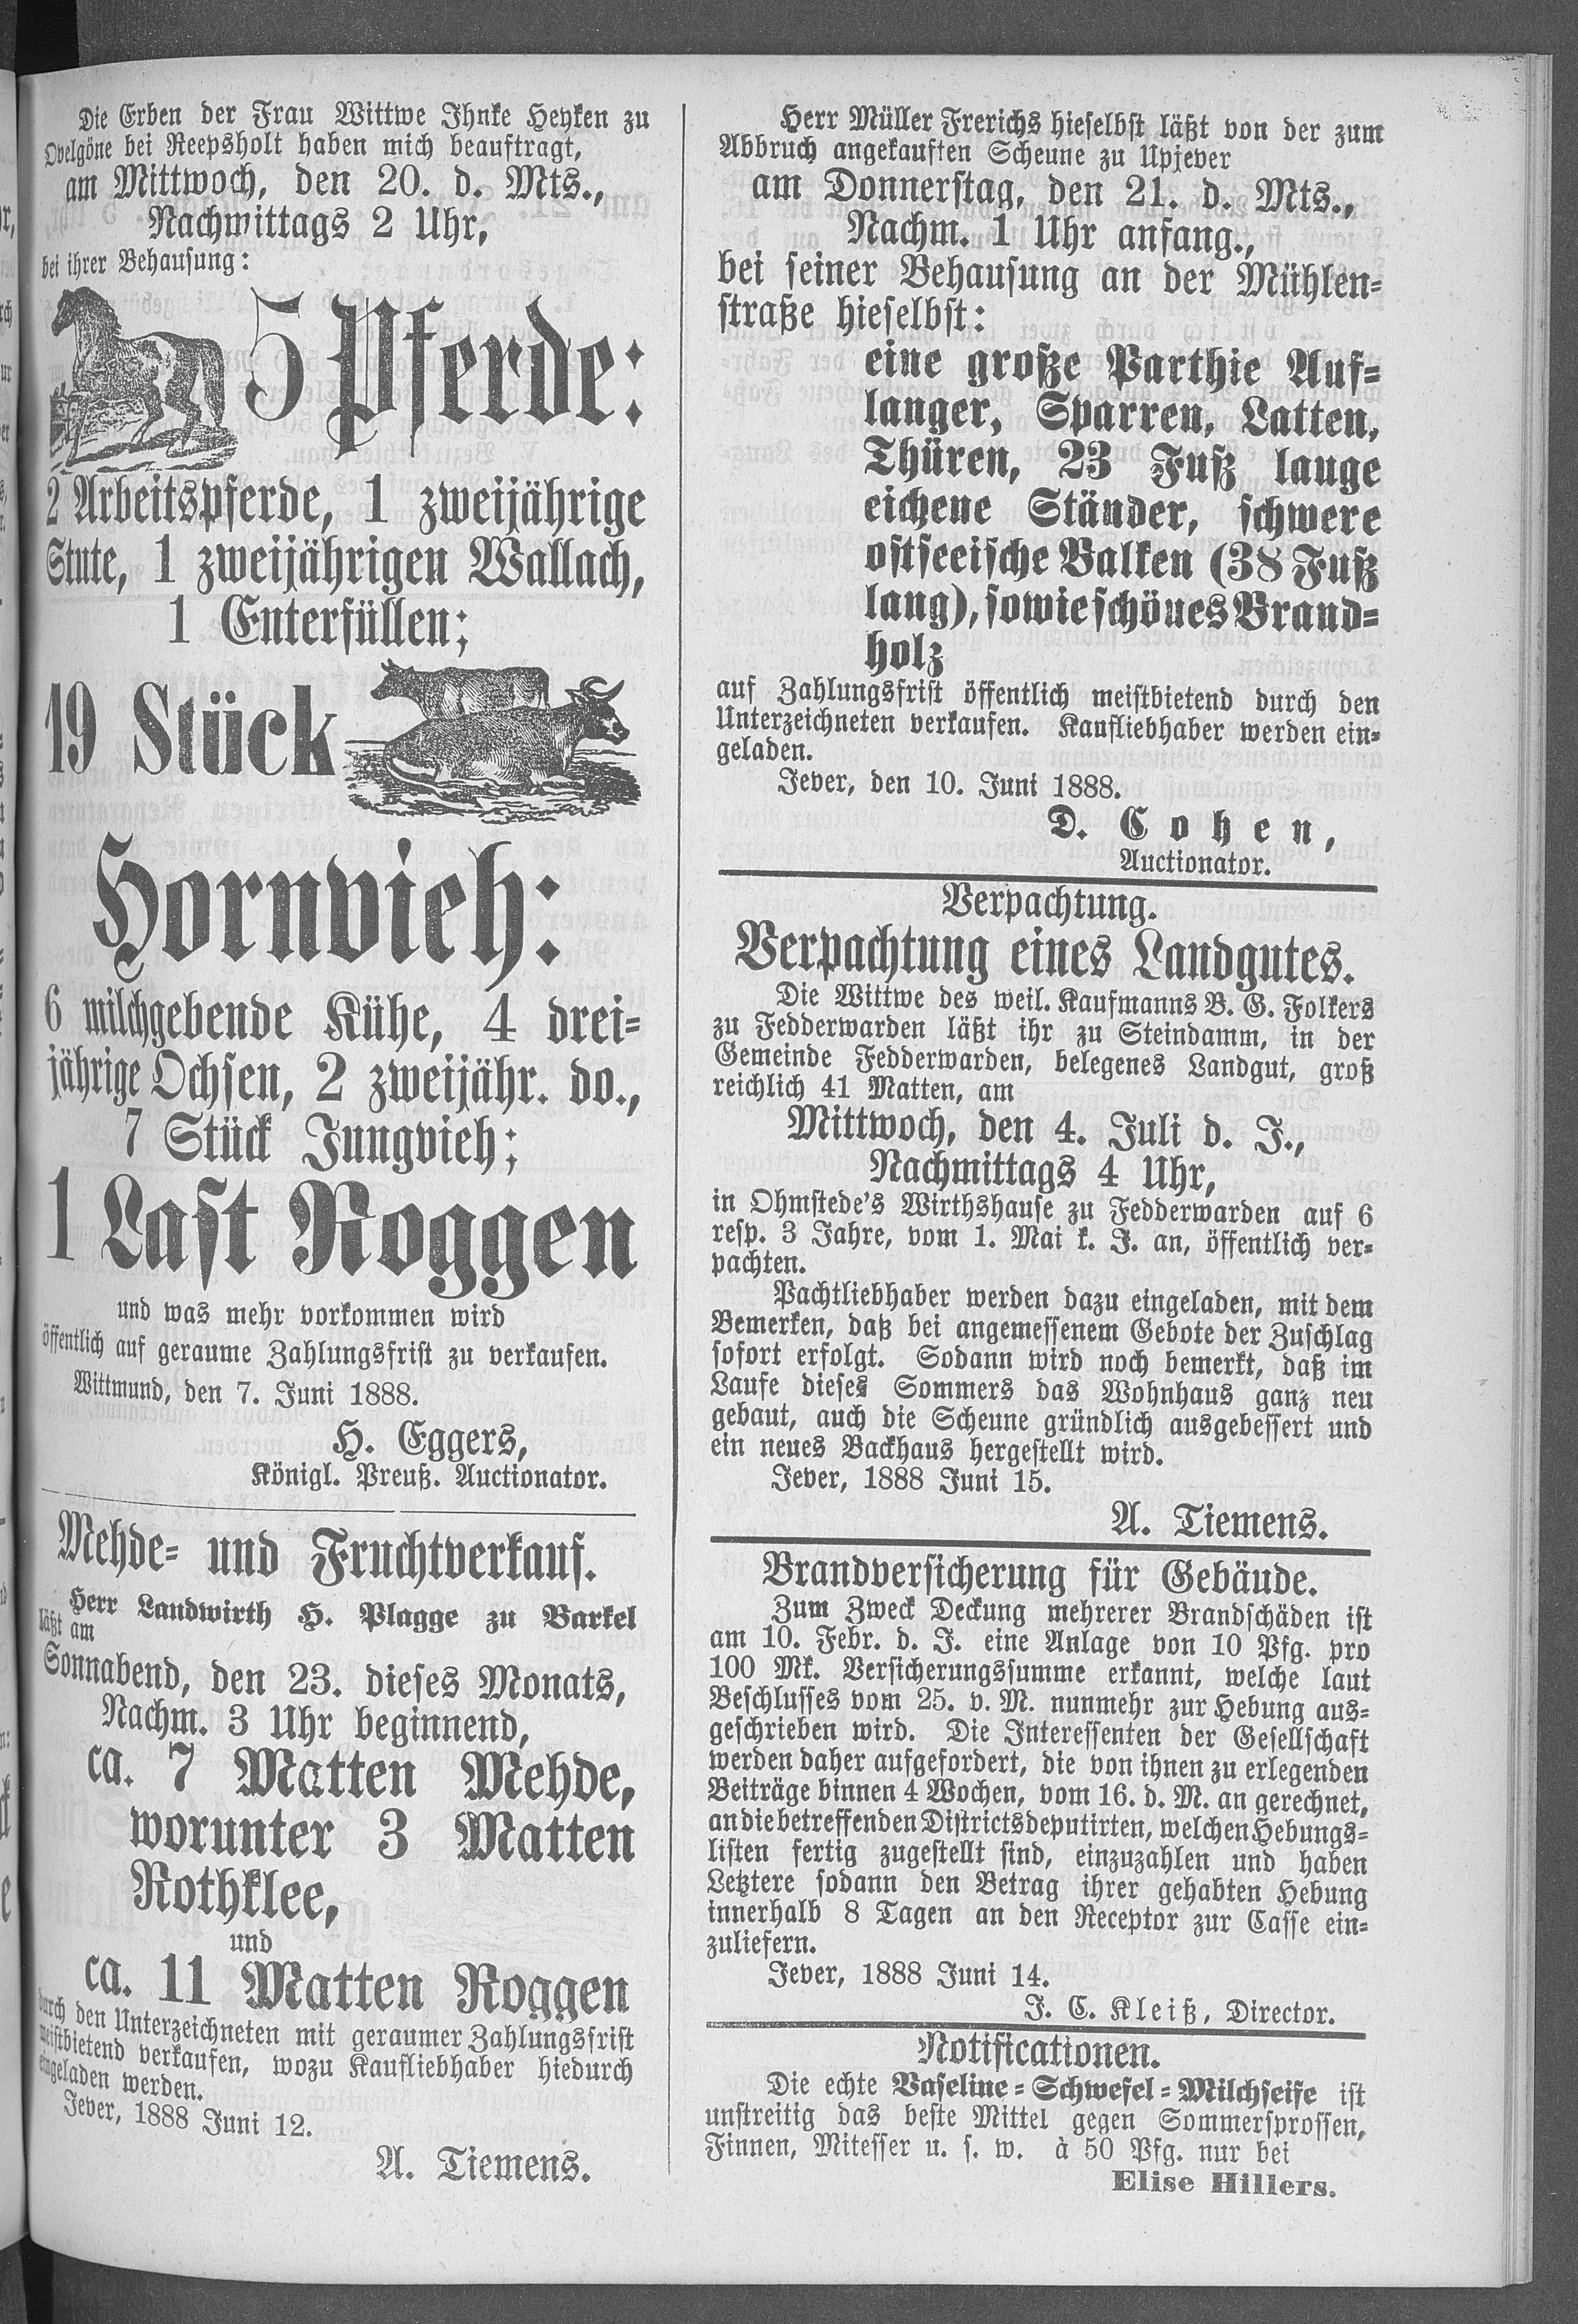 Die Erben der Frau Wittwe Ihnke Heyken zu
Ovelgöne bei Reepsholt haben mich beauftragt,
am Mittwoch, den 20. d. Mts.,
Nachmittags 2 Uhr,
bei ihrer Behausung:
5 Pferde:
2 Arbeitspferde, 1 zweijährige
Stute, 1 zweijährigen Wallach,
1 Enterfüllen;
19 Stück
Hornvieh:
6 milchgebende Kühe, 4 drei-
jährige Ochsen, 2 zweijähr. do.,
7 Stück Jungvieh;
1 Last Roggen
und was mehr vorkommen wird
öffentlich auf geraume Zahlungsfrist zu verkaufen.
Wittmund, den 7. Juni 1888.
H. Eggers,
Königl. Preuß. Auctionator.
Mehde- und Fruchtverkauf.
Herr Landwirth H. Plagge zu Barkel
läßt am
Sonnabend, den 23. dieses Monats,
Nachm. 3 Uhr beginnend,
ca. 7 Matten Mehde,
worunter 3 Matten
Rothklee,
und
ca. 11 Matten Roggen
durch den Unterzeichneten mit geraumer Zahlungsfrist
meistbietend verkaufen, wozu Kaufliebhaber hiedurch
eingeladen werden.
Jever, 1888 Juni 12.
A. Tiemens.
Herr Müller Frerichs hieselbst läßt von der zum
Abbruch angekauften Scheune zu Upjever
am Donnerstag, den 21. d. Mts.,
Nachm. 1 Uhr anfang.,
bei seiner Behausung an der Mühlen-
straße hieselbst:
eine große Parthie Auf-
langer, Sparren, Latten,
Thüren, 23 Fuß lange
eichene Ständer, schwere
ostseeische Balken (38 Fuß
lang), sowie schönes Brand-
holz
auf Zahlungsfrist öffentlich meistbietend durch den
Unterzeichneten verkaufen. Kaufliebhaber werden ein-
geladen.
Jever, den 10. Juni 1888.
D. Cohen,
Auctionator.
Verpachtung.
Verpachtung eines Landgutes.
Die Wittwe des weil. Kaufmanns B. G. Folkers
zu Fedderwarden läßt ihr zu Steindamm, in der
Gemeinde Fedderwarden, belegenes Landgut, groß
reichlich 41 Matten, am
Mittwoch, den 4. Juli d. J.,
Nachmittags 4 Uhr,
in Ohmstede's Wirthshause zu Fedderwarden auf 6
resp. 3 Jahre, vom 1. Mai k. J. an, öffentlich ver-
pachten.
Pachtliebhaber werden dazu eingeladen, mit dem
Bemerken, daß bei angemessenem Gebote der Zuschlag
sofort erfolgt. Sodann wird noch bemerkt, daß im
Laufe dieses Sommers das Wohnhaus ganz neu
gebaut, auch die Scheune gründlich ausgebessert und
ein neues Backhaus hergestellt wird.
Jever, 1888 Juni 15.
A. Tiemens.
Brandversicherung für Gebäude.
Zum Zweck Deckung mehrerer Brandschäden ist
am 10. Febr. d. J. eine Anlage von 10 Pfg. pro
100 Mk. Versicherungssumme erkannt, welche laut
Beschlusses vom 25. v. M. nunmehr zur Hebung aus-
geschrieben wird. Die Interessenten der Gesellschaft
werden daher aufgefordert, die von ihnen zu erlegenden
Beiträge binnen 4 Wochen, vom 16. d. M. an gerechnet,
an die betreffenden Districtsdeputirten, welchen Hebungs-
listen fertig zugestellt sind, einzuzahlen und haben
Letztere sodann den Betrag ihrer gehabten Hebung
innerhalb 8 Tagen an den Receptor zur Casse ein-
zuliefern.
Jever, 1888 Juni 14.
J. C. Kleiß, Director.
Notificationen.
Die echte Vaseline-Schwefel-Milchseife ist
unstreitig das beste Mittel gegen Sommersprossen,
Finnen, Mitesser u. s. w. à 50 Pfg. nur bei
Elise Hillers.